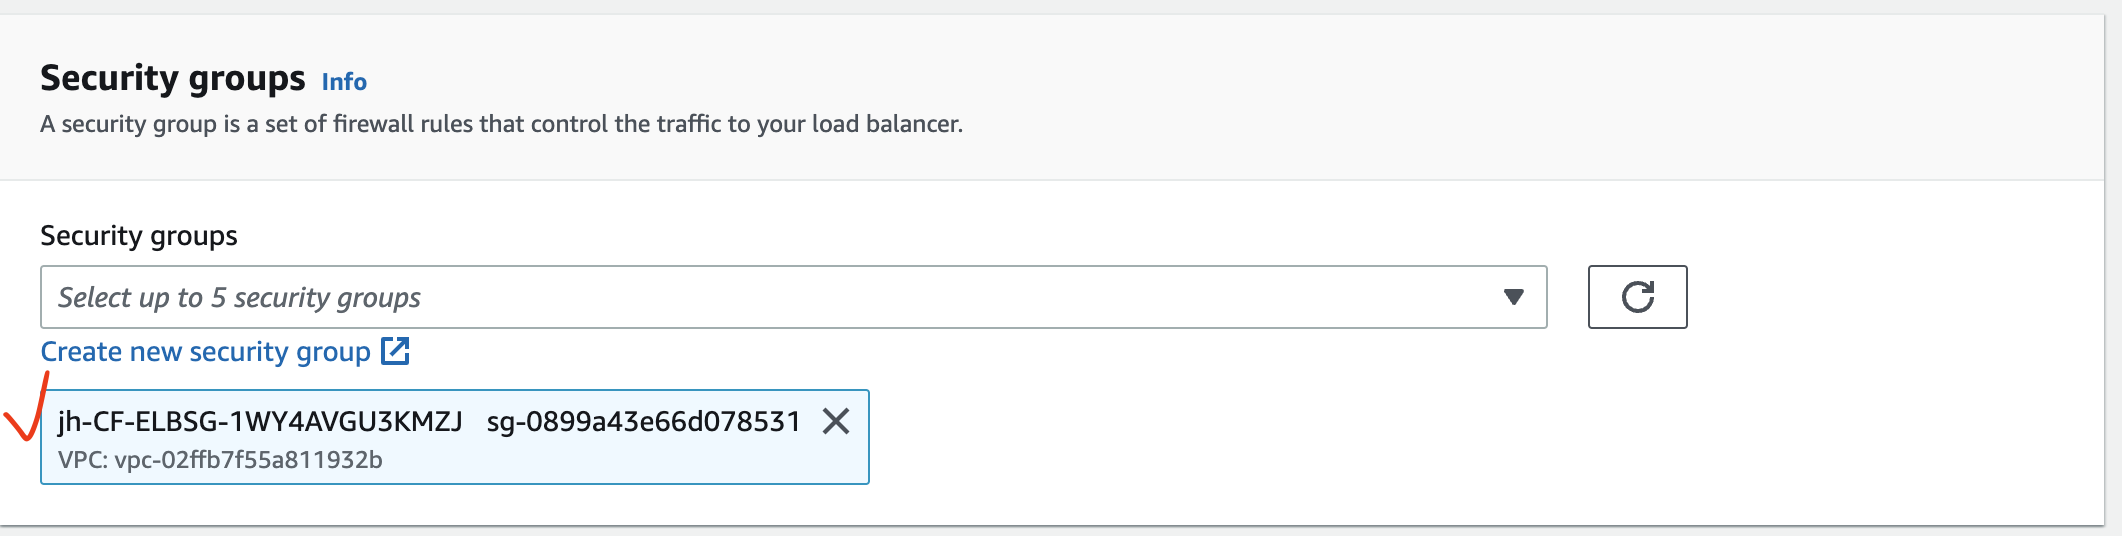 Security groups Info
A security group is a set of firewall rules that control the traffic to your load balancer.
Security groups
Select up to 5 security groups
Create new security group
jh-CF-ELBSG-1WY4AVGU3KMZJ sg-0899a43e66d078531
VPC: vpc-02ffb7f55a811932b